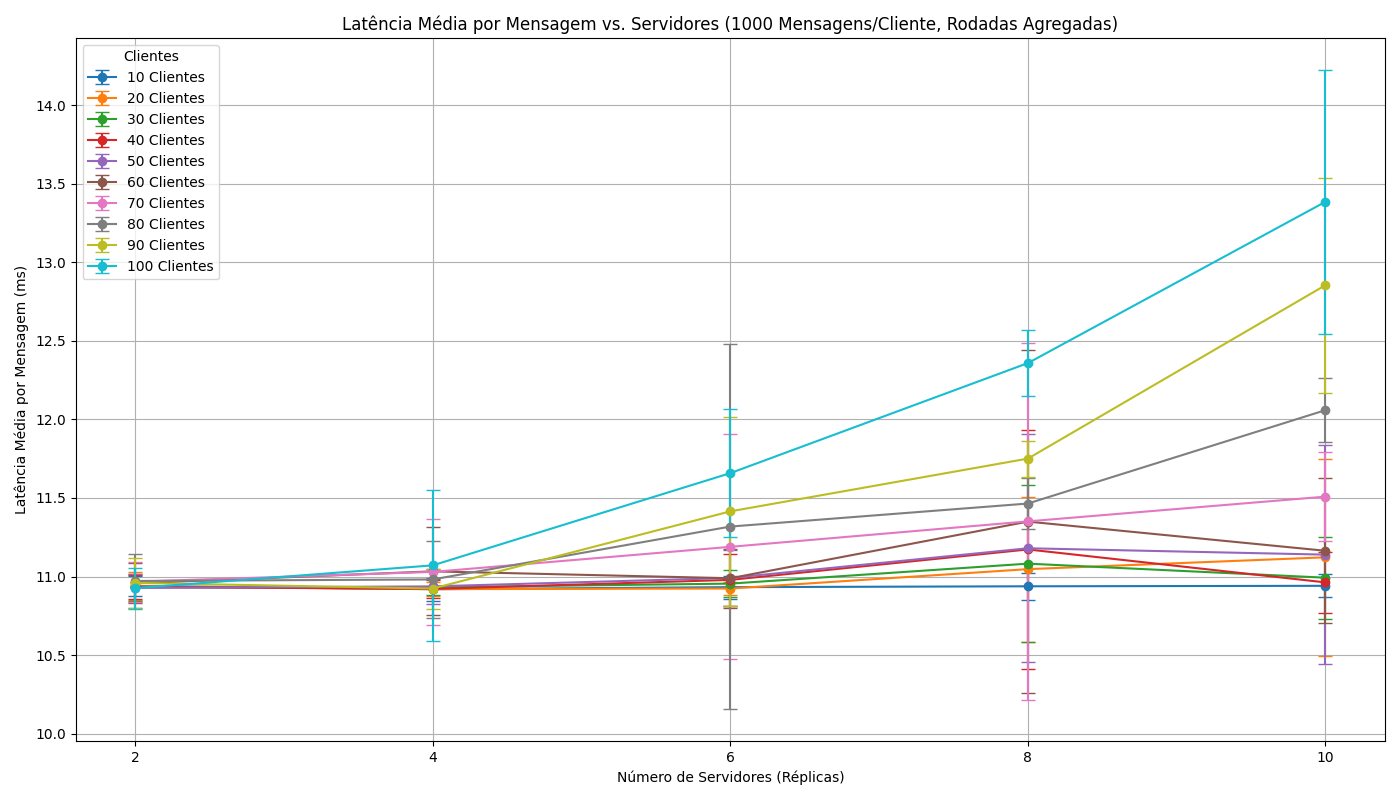 Latência Média por Mensagem vs. Servidores (1000 Mensagens/Cliente, Rodadas Agregadas)
Clientes
10 Clientes
20 Clientes
30 Clientes
40 Clientes
50 Clientes
60 Clientes
70 Clientes
80 Clientes
90 Clientes
100 Clientes
Latência Média por Mensagem (ms)
14.0
13.5
13.0
12.5
12.0
11.5
11.0
10.5
10.0
2
4
6
8
10
Número de Servidores (Réplicas)